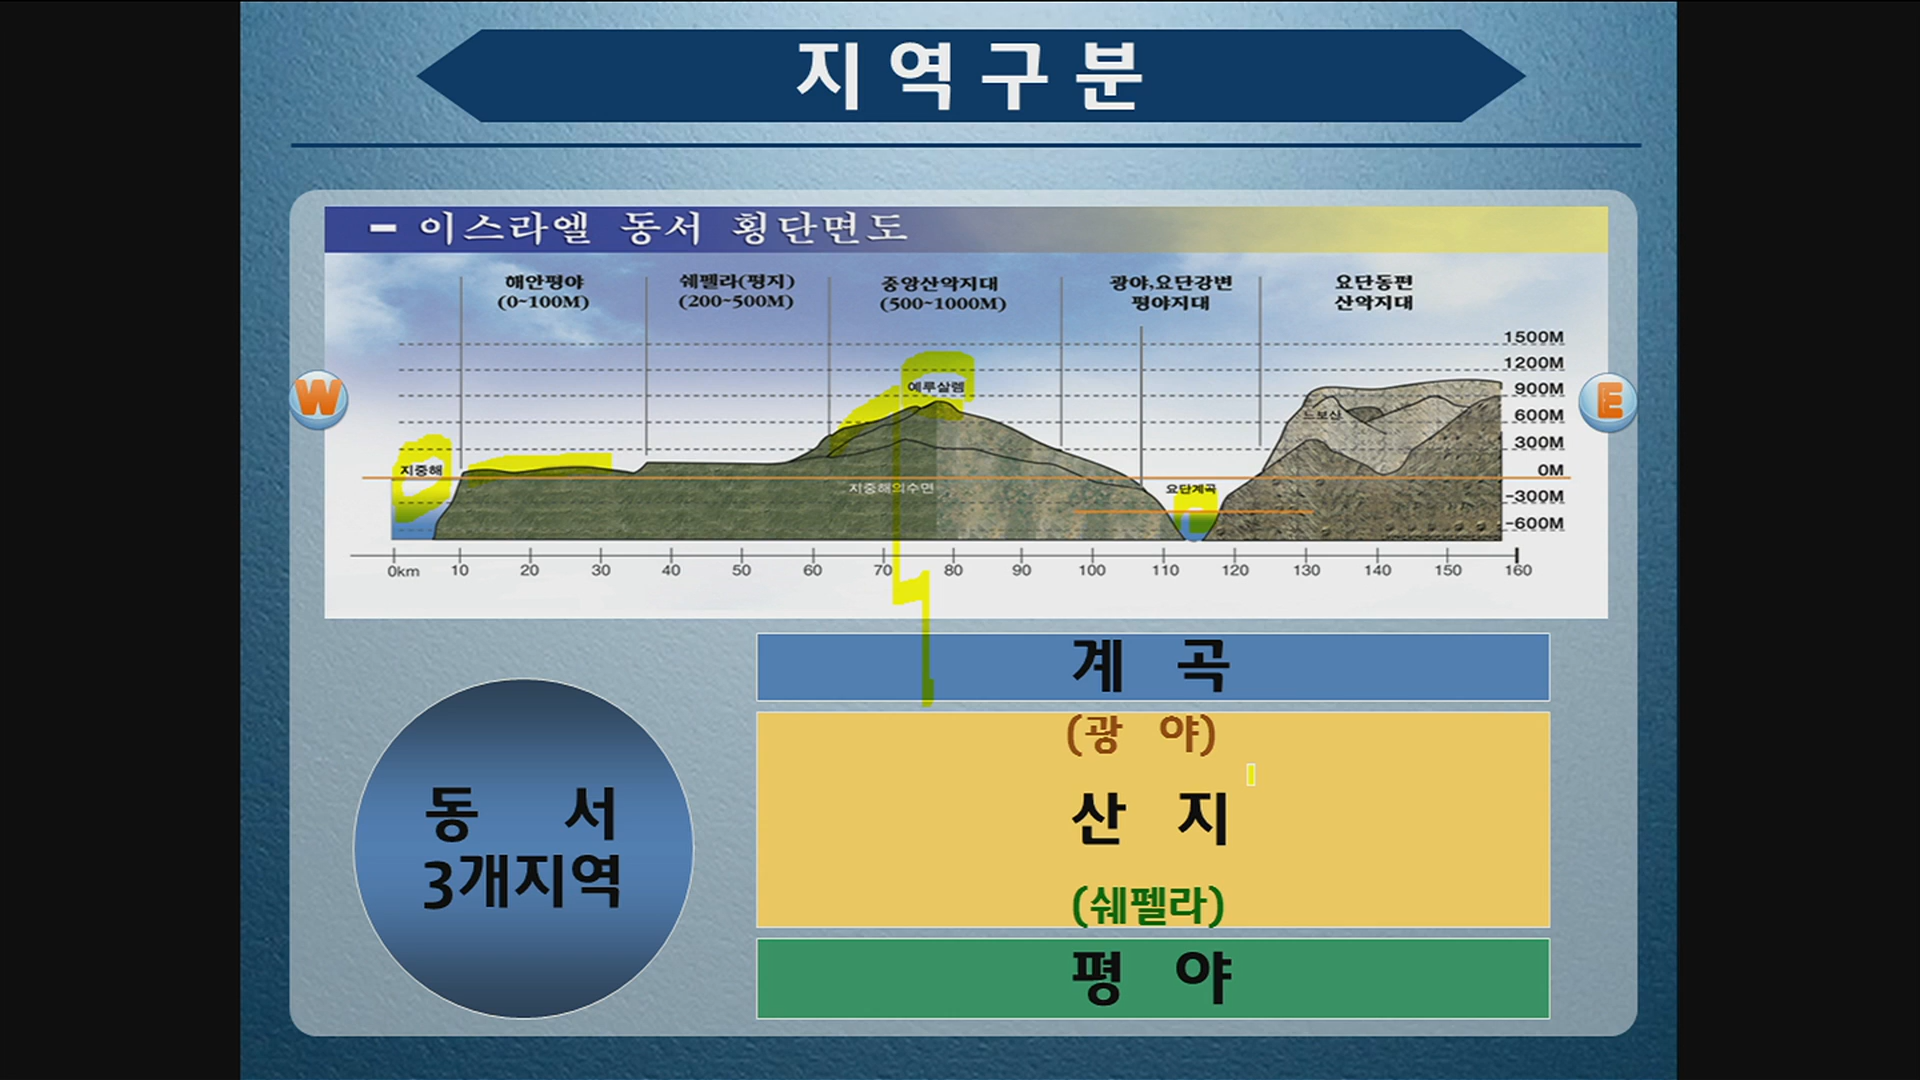 지역구분
- 이스라엘 동서 횡단면도
해안평야
(0~100M)
쉐펠라(평지)
(200~500M)
중앙산악지대
(500~1000M)
광야,요단강변
평야지대
요단동편
산악지대
1500M
1200M
900M
600M
300M
0M
-300M
-600M
W
E
예루살렘
느보산
지중해
지중해의수면
요단계곡
0km 10 20 30 40 50 60 70 80 90 100 110 120 130 140 150 160
동 서
3개지역
계 곡
(광 야)
산 지
(쉐펠라)
평 야